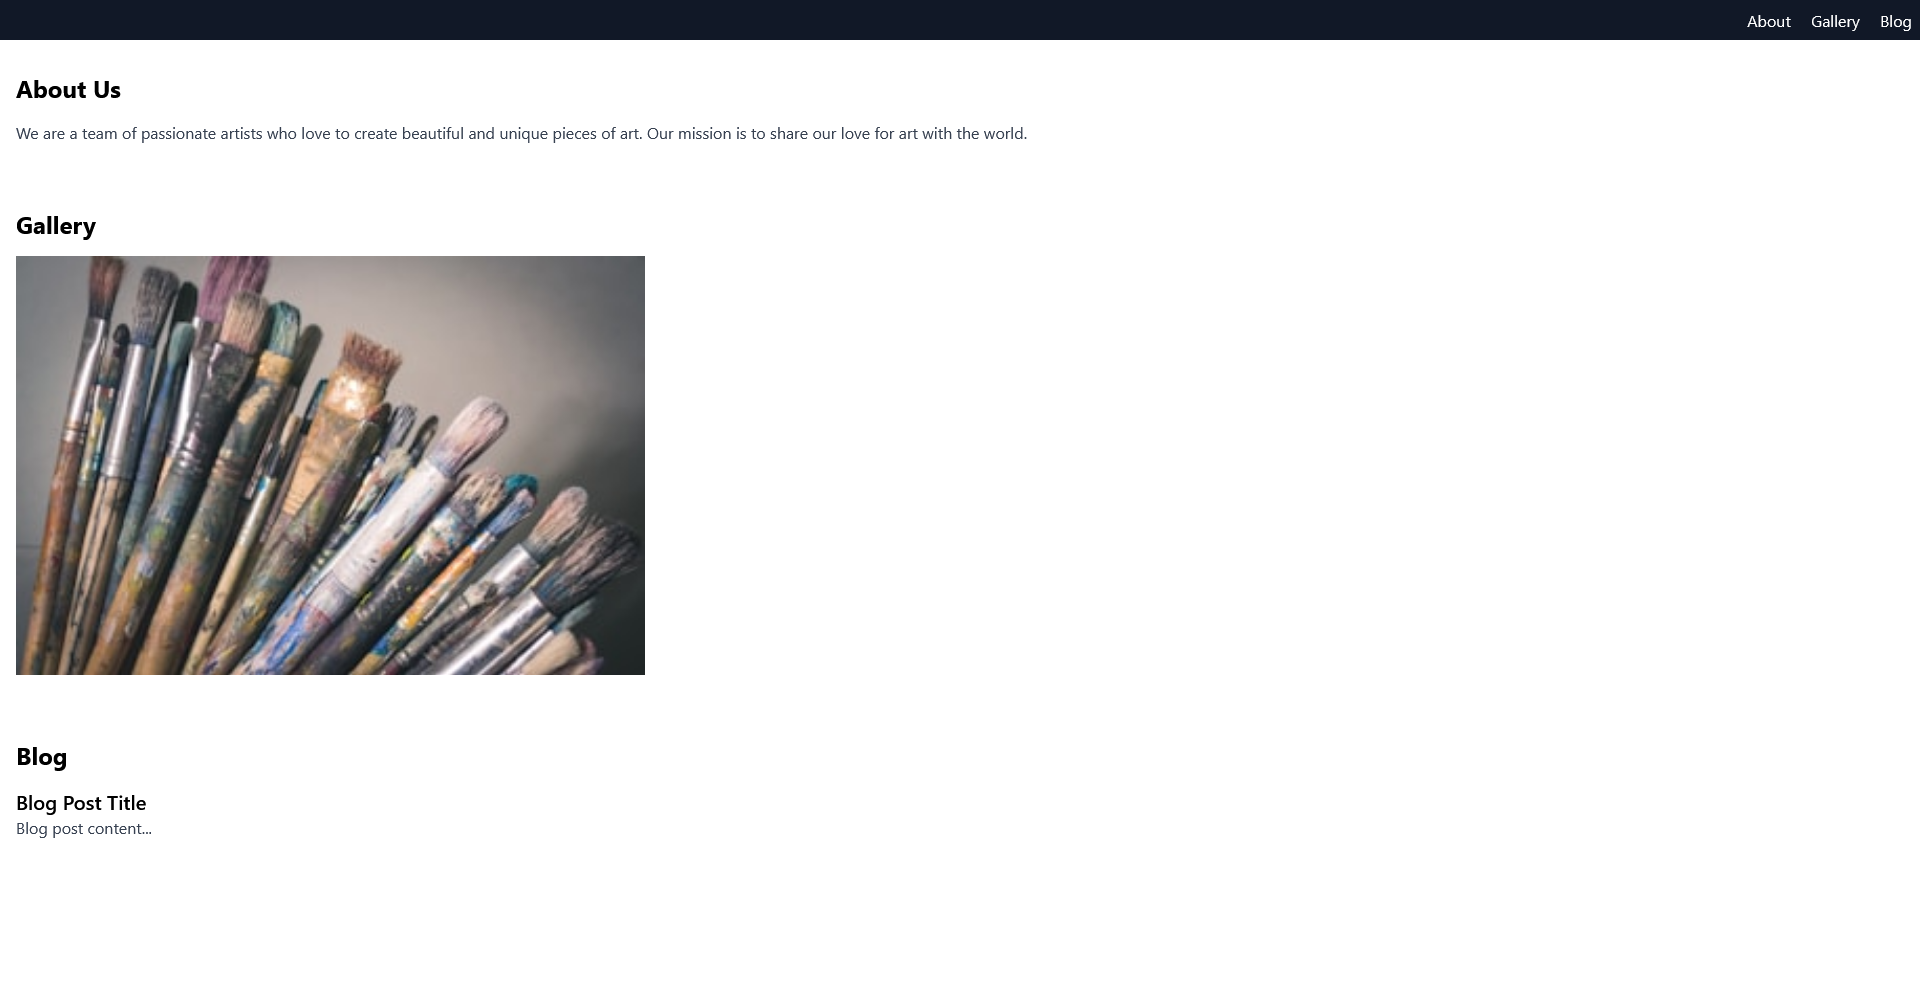 About Gallery Blog
About Us
We are a team of passionate artists who love to create beautiful and unique pieces of art. Our mission is to share our love for art with the world.
Gallery
Blog
Blog Post Title
Blog post content...